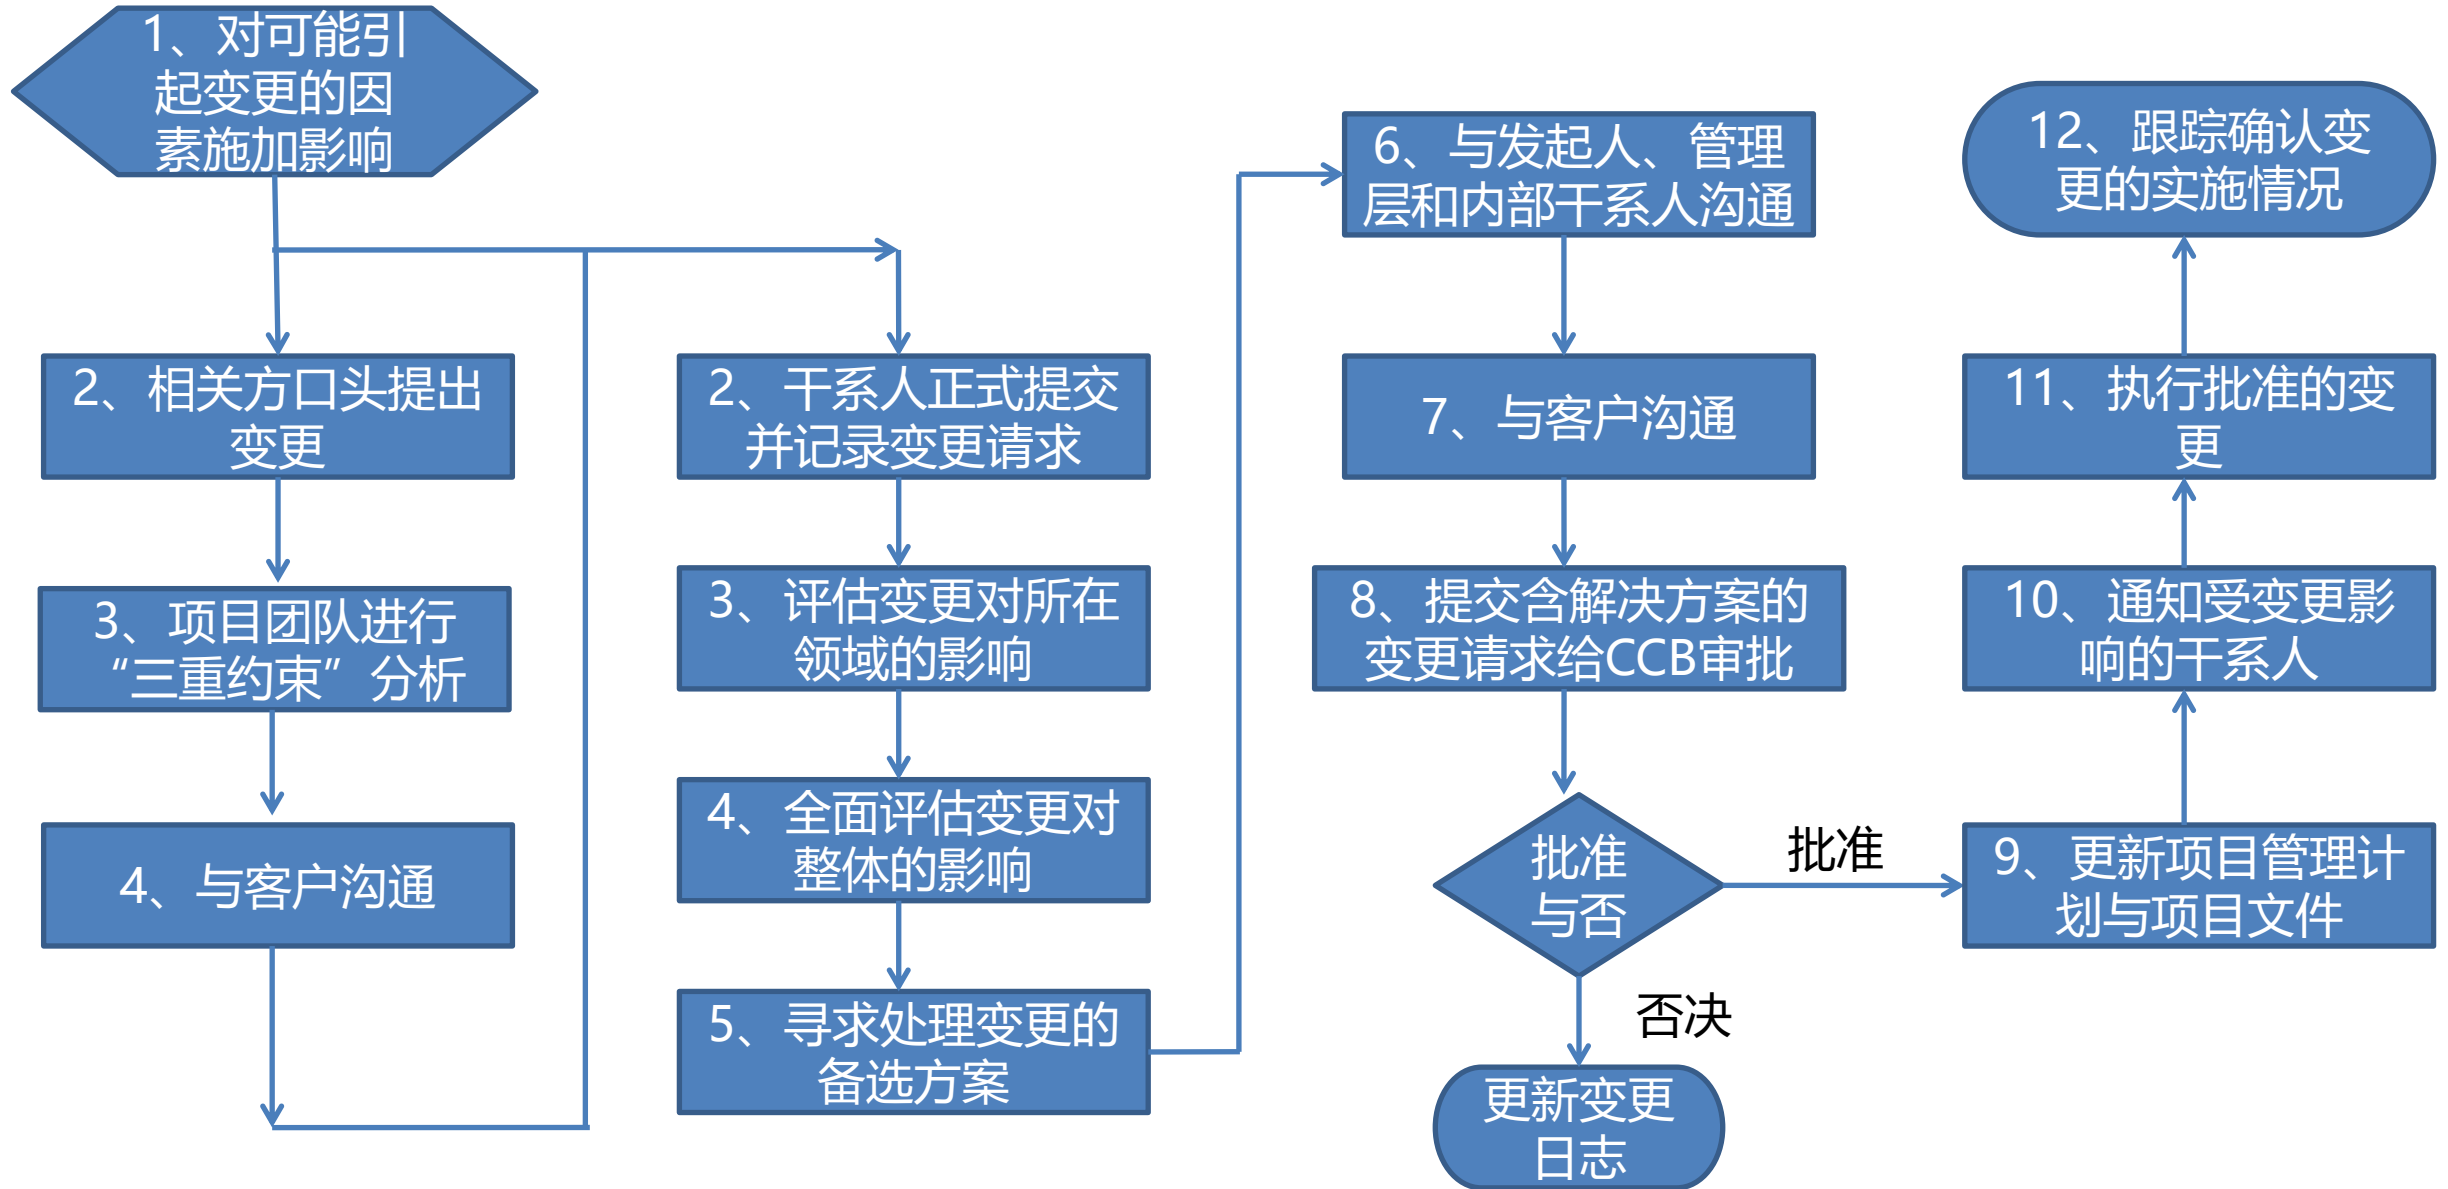 1、对可能引
起变更的因
素施加影响
2、相关方口头提出
变更
3、项目团队进行
“三重约束”分析
4、与客户沟通
2、干系人正式提交
并记录变更请求
3、评估变更对所在
领域的影响
4、全面评估变更对
整体的影响
5、寻求处理变更的
备选方案
6、与发起人、管理
层和内部干系人沟通
7、与客户沟通
8、提交含解决方案的
变更请求给CCB审批
批准
与否
否决
更新变更
日志
批准
9、更新项目管理计
划与项目文件
10、通知受变更影
响的干系人
11、执行批准的变
更
12、跟踪确认变
更的实施情况